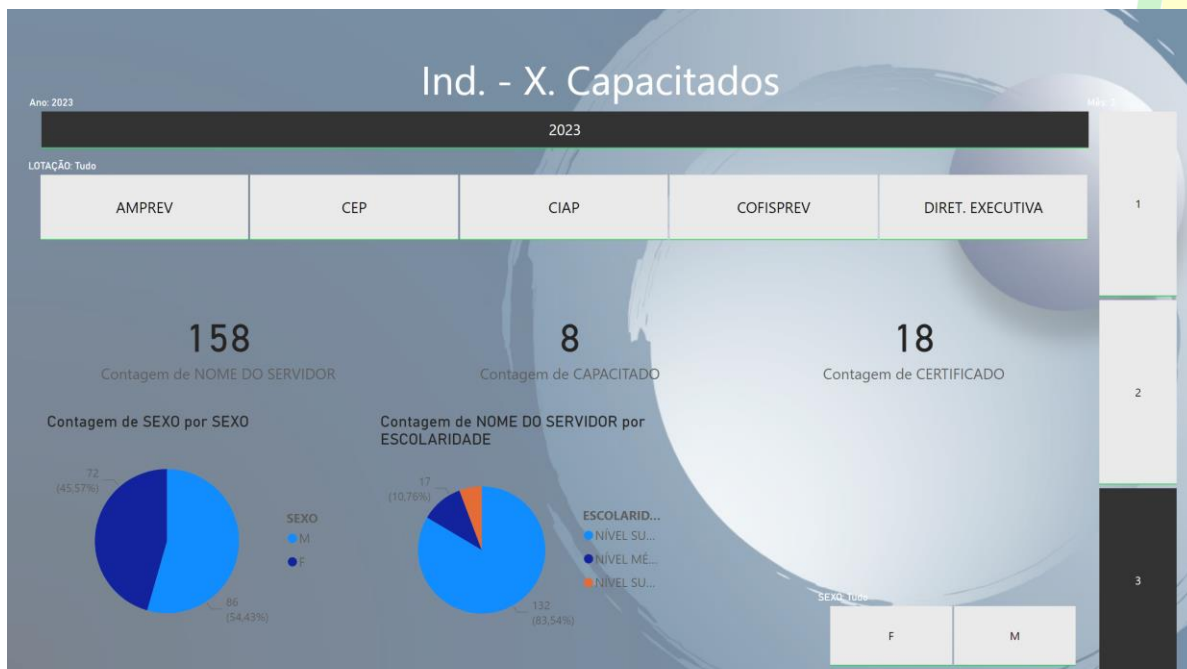 Ind. - X. Capacitados
Ano: 2023
Mês: 3
2023
LOTAÇÃO: Tudo
AMPREV
CEP
CIAP
COFISPREV
DIRET. EXECUTIVA
1
158
8
18
Contagem de NOME DO SERVIDOR
Contagem de CAPACITADO
Contagem de CERTIFICADO
2
Contagem de SEXO por SEXO
Contagem de NOME DO SERVIDOR por
ESCOLARIDADE
72
(45,57%)
SEXO
M
F
86
(54,43%)
17
(10,76%)
ESCOLARID...
NÍVEL SU...
NÍVEL MÉ...
NÍVEL SU...
132
(83,54%)
3
SEXO: Tudo
F
M